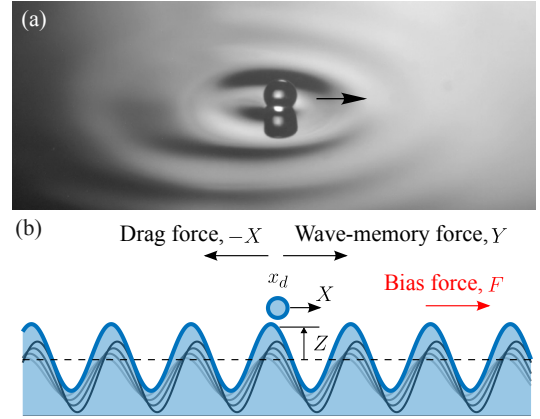 (a)
(b)
Drag force, −X
Wave-memory force, Y
x_d
X
Bias force, F
Z